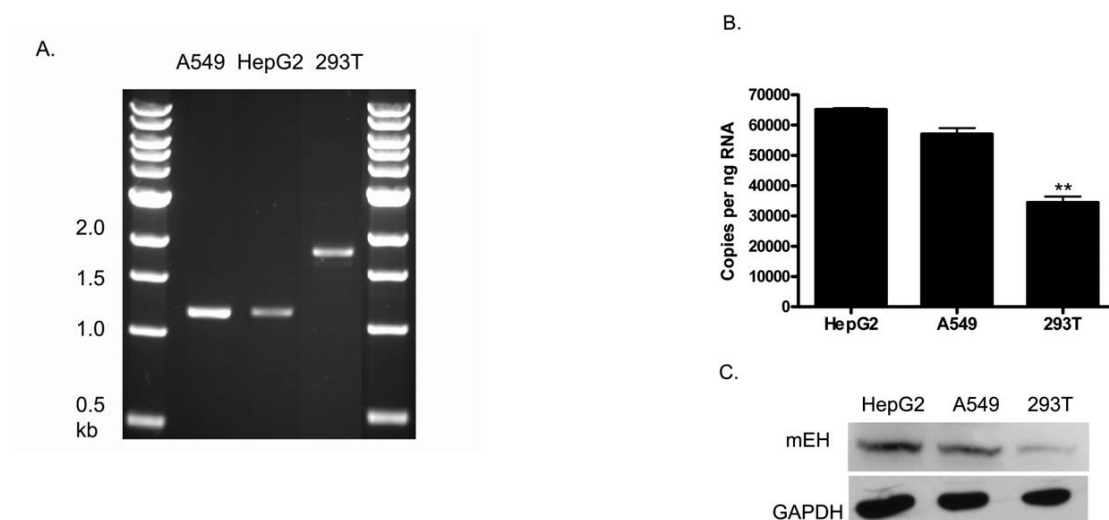 A.
A549 HepG2 293T
2.0
1.5
1.0
0.5
kb
B.
Copies per ng RNA
70000
60000
50000
40000
30000
20000
10000
0
**
HepG2 A549 293T
C.
HepG2 A549 293T
mEH
GAPDH